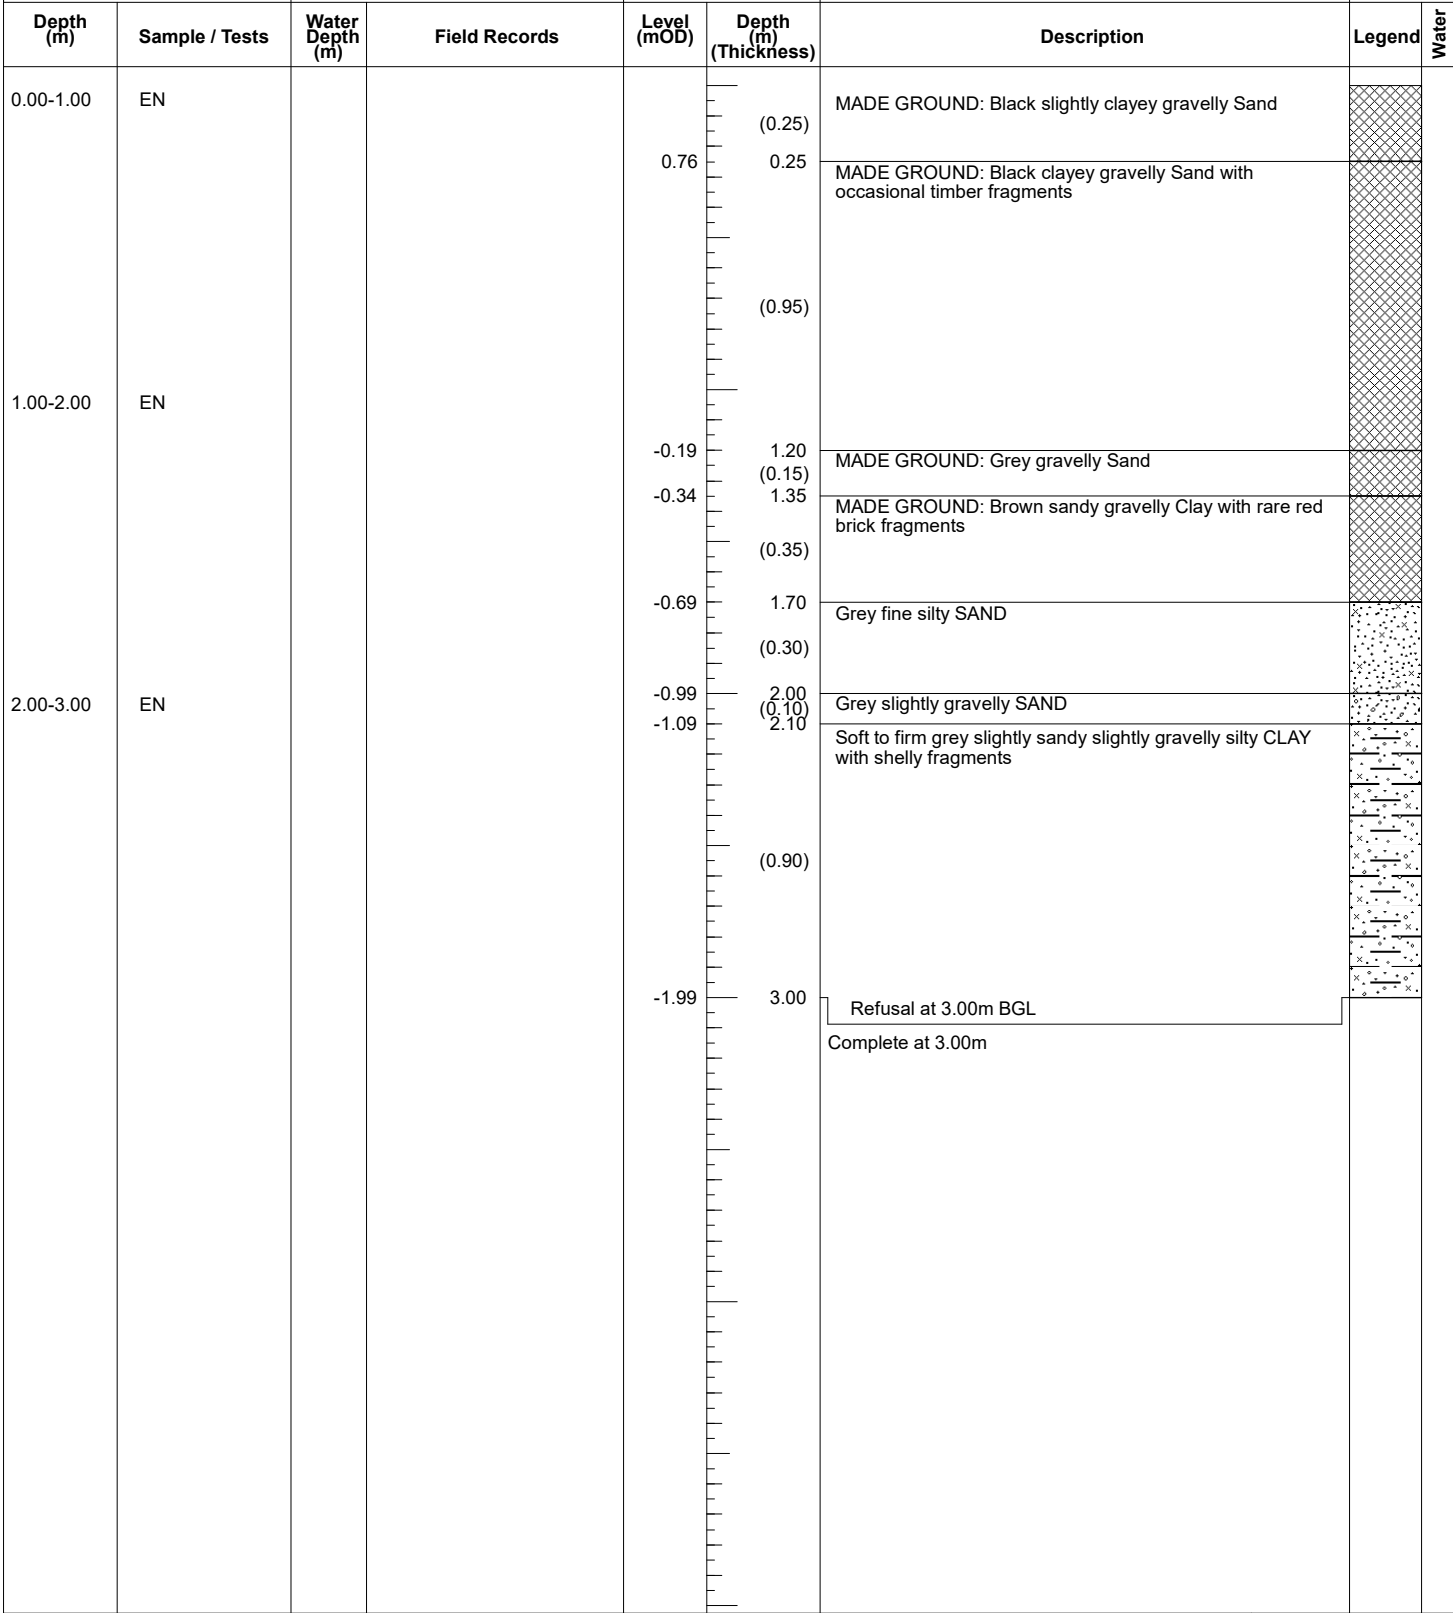 Depth (m)
Sample / Tests
Water Depth (m)
Field Records
Level (mOD)
Depth (m) (Thickness)
Description
Legend
Water
0.00-1.00 EN
MADE GROUND: Black slightly clayey gravelly Sand
(0.25)
0.76 0.25
MADE GROUND: Black clayey gravelly Sand with
occasional timber fragments
(0.95)
1.00-2.00 EN
-0.19 1.20
MADE GROUND: Grey gravelly Sand
(0.15)
-0.34 1.35
MADE GROUND: Brown sandy gravelly Clay with rare red
brick fragments
(0.35)
-0.69 1.70
Grey fine silty SAND
(0.30)
-0.99 2.00
2.00-3.00 EN
Grey slightly gravelly SAND
(0.10)
-1.09 2.10
Soft to firm grey slightly sandy slightly gravelly silty CLAY
with shelly fragments
(0.90)
-1.99 3.00
Refusal at 3.00m BGL
Complete at 3.00m